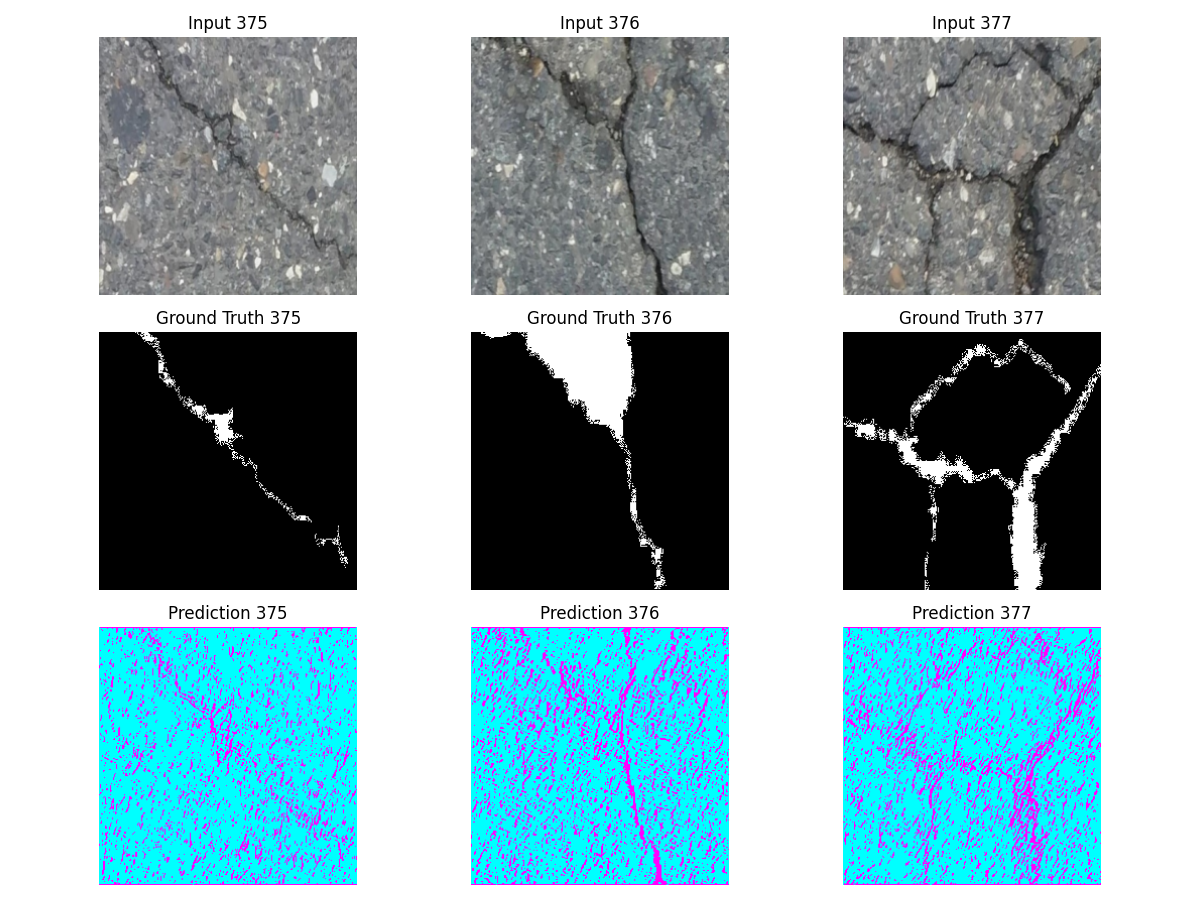 Input 375
Input 376
Input 377
Ground Truth 375
Ground Truth 376
Ground Truth 377
Prediction 375
Prediction 376
Prediction 377